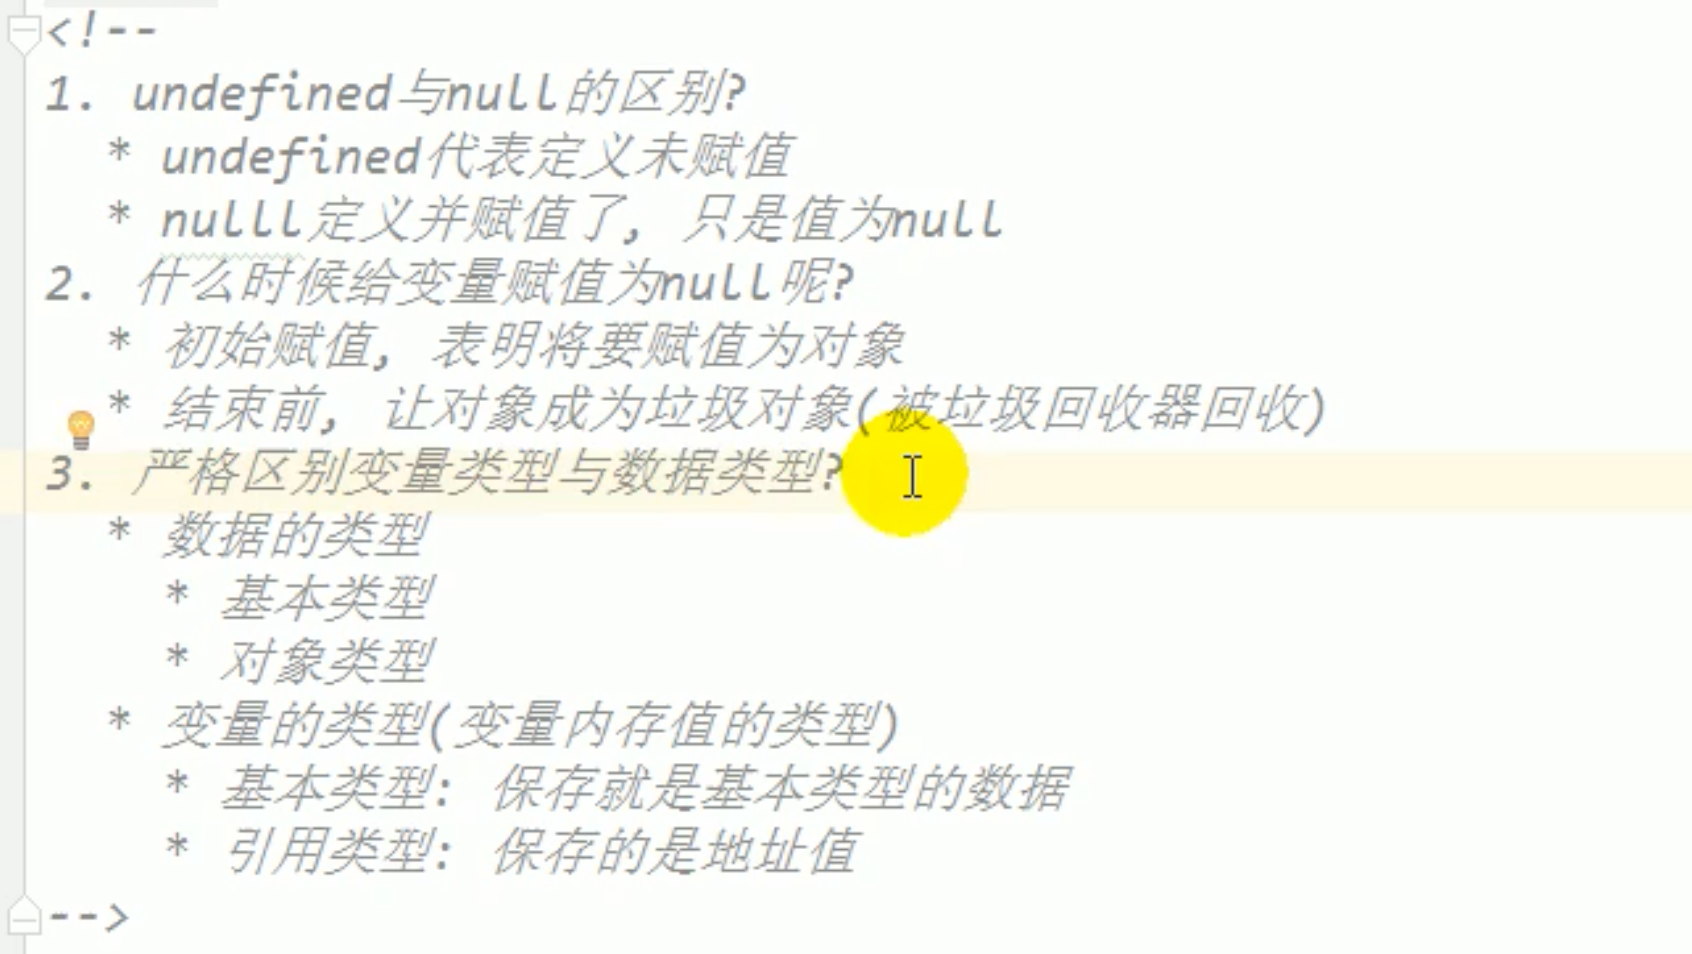 <!--
1. undefined与null的区别?
* undefined代表定义未赋值
* nulll定义并赋值了, 只是值为null
2. 什么时候给变量赋值为null呢?
* 初始赋值, 表明将要赋值为对象
* 结束前, 让对象成为垃圾对象(被垃圾回收器回收)
3. 严格区别变量类型与数据类型?
* 数据的类型
* 基本类型
* 对象类型
* 变量的类型(变量内存值的类型)
* 基本类型: 保存就是基本类型的数据
* 引用类型: 保存的是地址值
-->